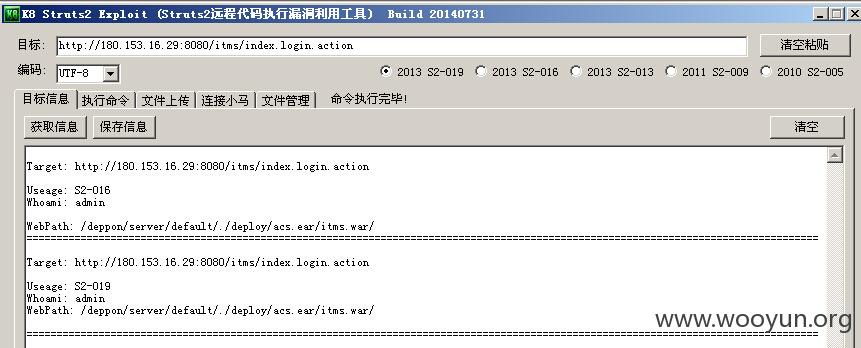 K8 Struts2 Exploit (Struts2远程代码执行漏洞利用工具) Build 20140731
目标: http://180.153.16.29:8080/itms/index.login.action 清空粘贴
编码: UTF-8 2013 S2-019 2013 S2-016 2013 S2-013 2011 S2-009 2010 S2-005
目标信息 执行命令 文件上传 连接小马 文件管理 命令执行完毕!
获取信息 保存信息 清空
Target: http://180.153.16.29:8080/itms/index.login.action
Useage: S2-016
Whoami: admin
WebPath: /deppon/server/default/./deploy/acs.ear/itms.war/
Target: http://180.153.16.29:8080/itms/index.login.action
Useage: S2-019
Whoami: admin
WebPath: /deppon/server/default/./deploy/acs.ear/itms.war/
www.wooyun.org